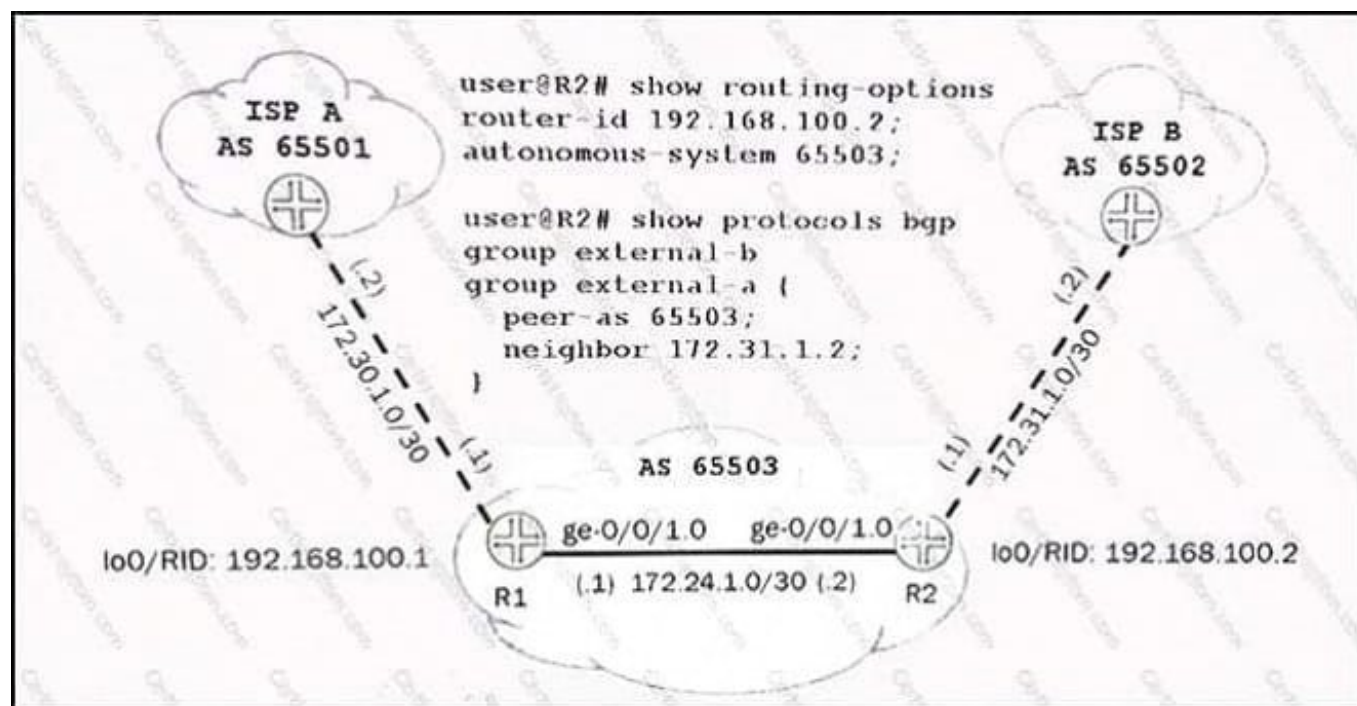 ISP A
AS 65501
user@R2# show routing-options
router-id 192.168.100.2;
autonomous-system 65503;
ISP B
AS 65502
user@R2# show protocols bgp
group external-b
group external-a {
peer-as 65503;
neighbor 172.31.1.2;
}
(.2)
172.30.1.0/30
(.1)
(.2)
172.31.1.0/30
(.1)
AS 65503
ge-0/0/1.0 ge-0/0/1.0
lo0/RID: 192.168.100.1
lo0/RID: 192.168.100.2
(.1) 172.24.1.0/30 (.2)
R1
R2